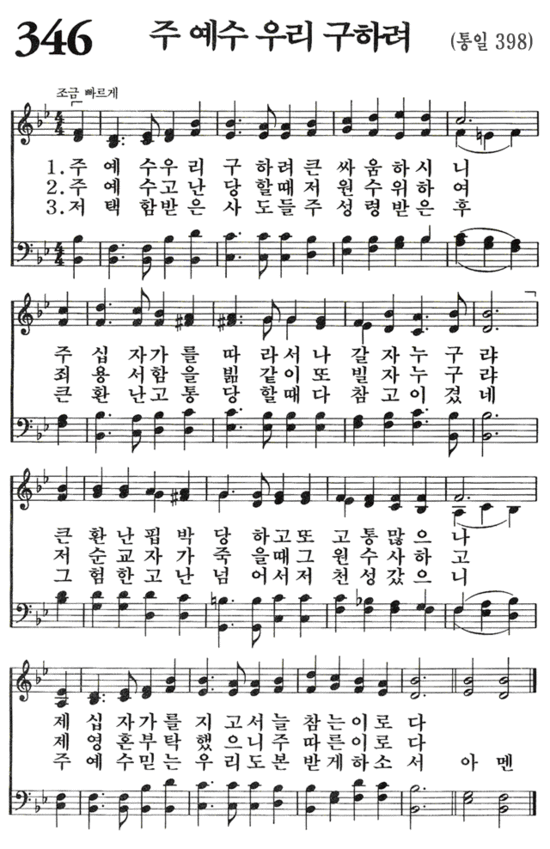 346 주 예수 우리 구하려 (통일 398)
조금 빠르게
1.주 예 수우 리 구 하려큰 싸 움하시 니
2.주 예 수고난 당 할때저 원 수위하 여
3.저 택 함받은 사 도들주 성 령받은 후
주 십 자가 를 따 라서나 갈 자누 구랴
죄 용 서함 을 빎 같이또 빌 자누 구랴
큰 환 난고 통 당 할때다 참 고이 겼네
큰 환 난 핍 박 당 하고또 고 통많으 나
저 순교 자 가 죽 을때그 원 수사하 고
그 험 한고 난 넘 어서저 천 성갔으 니
제 십 자 가를 지 고서늘 참 는이 로다
제 영 혼 부탁 했 으니주 따 른이 로다
주 예 수 믿는 우 리도본 받 게하 소서 아 멘